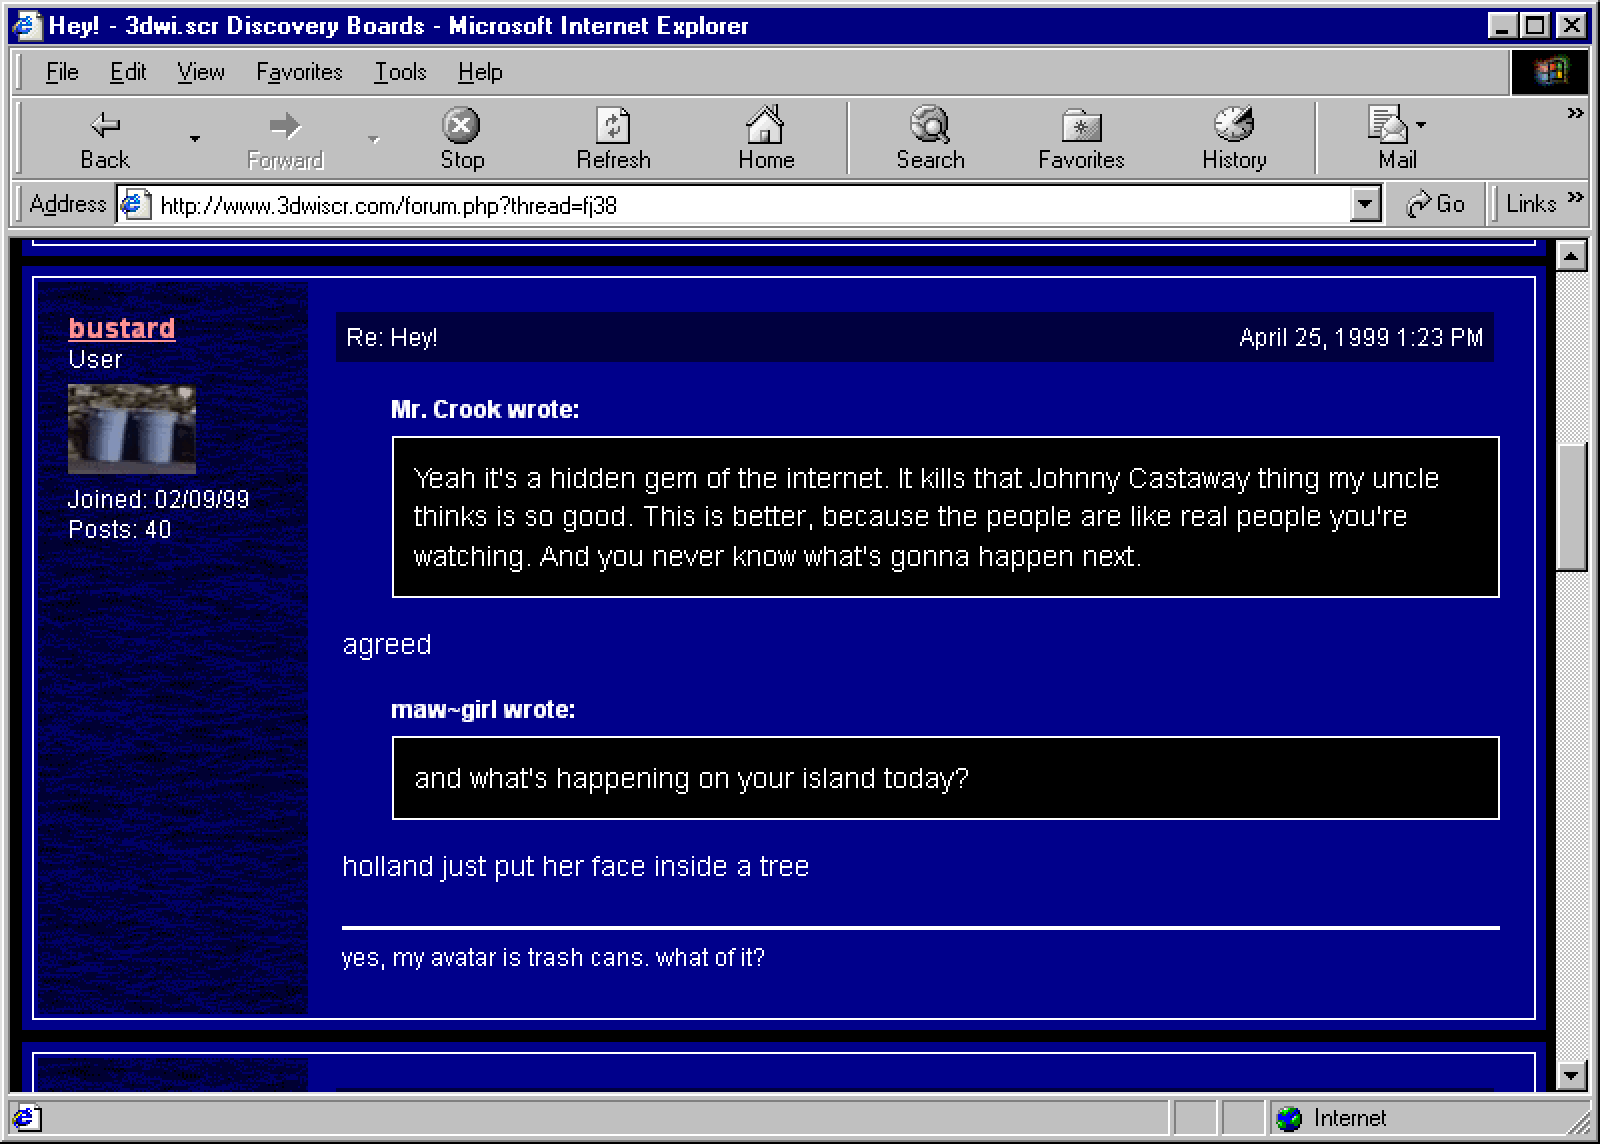 Hey! - 3dwi.scr Discovery Boards - Microsoft Internet Explorer
File Edit View Favorites Tools Help
Back Forward Stop Refresh Home Search Favorites History Mail »
Address http://www.3dwiscr.com/forum.php?thread=fj38 Go Links »
bustard
User
Joined: 02/09/99
Posts: 40
Re: Hey! April 25, 1999 1:23 PM
Mr. Crook wrote:
Yeah it's a hidden gem of the internet. It kills that Johnny Castaway thing my uncle
thinks is so good. This is better, because the people are like real people you're
watching. And you never know what's gonna happen next.
agreed
maw~girl wrote:
and what's happening on your island today?
holland just put her face inside a tree
yes, my avatar is trash cans. what of it?
Internet